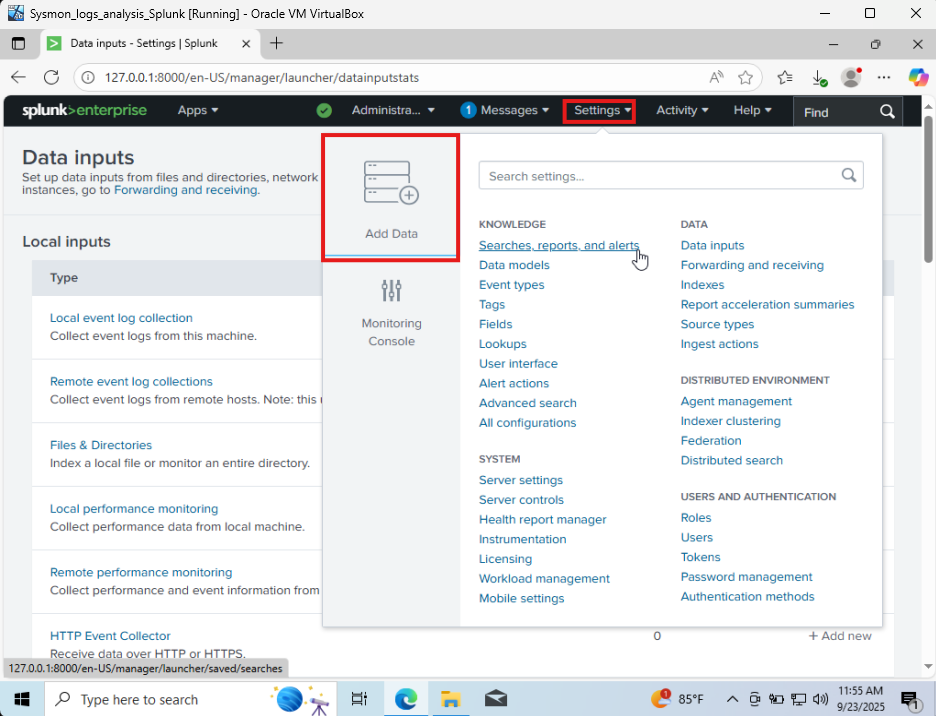 Sysmon_logs_analysis_Splunk [Running] - Oracle VM VirtualBox
Data inputs - Settings | Splunk
127.0.0.1:8000/en-US/manager/launcher/datainputstats
splunk>enterprise
Apps
Administra...
1 Messages
Settings
Activity
Help
Find
Data inputs
Set up data inputs from files and directories, network
instances, go to Forwarding and receiving.
Local inputs
Type
Local event log collection
Collect event logs from this machine.
Remote event log collections
Collect event logs from remote hosts. Note: this
Files & Directories
Index a local file or monitor an entire directory.
Local performance monitoring
Collect performance data from local machine.
Remote performance monitoring
Collect performance and event information from
HTTP Event Collector
Receive data over HTTP or HTTPS.
0
+ Add new
Add Data
Monitoring
Console
Search settings...
KNOWLEDGE
Searches, reports, and alerts
Data models
Event types
Tags
Fields
Lookups
User interface
Alert actions
Advanced search
All configurations
SYSTEM
Server settings
Server controls
Health report manager
Instrumentation
Licensing
Workload management
Mobile settings
DATA
Data inputs
Forwarding and receiving
Indexes
Report acceleration summaries
Source types
Ingest actions
DISTRIBUTED ENVIRONMENT
Agent management
Indexer clustering
Federation
Distributed search
USERS AND AUTHENTICATION
Roles
Users
Tokens
Password management
Authentication methods
127.0.0.1:8000/en-US/manager/launcher/saved/searches
Type here to search
1
85°F
11:55 AM
9/23/2025
1